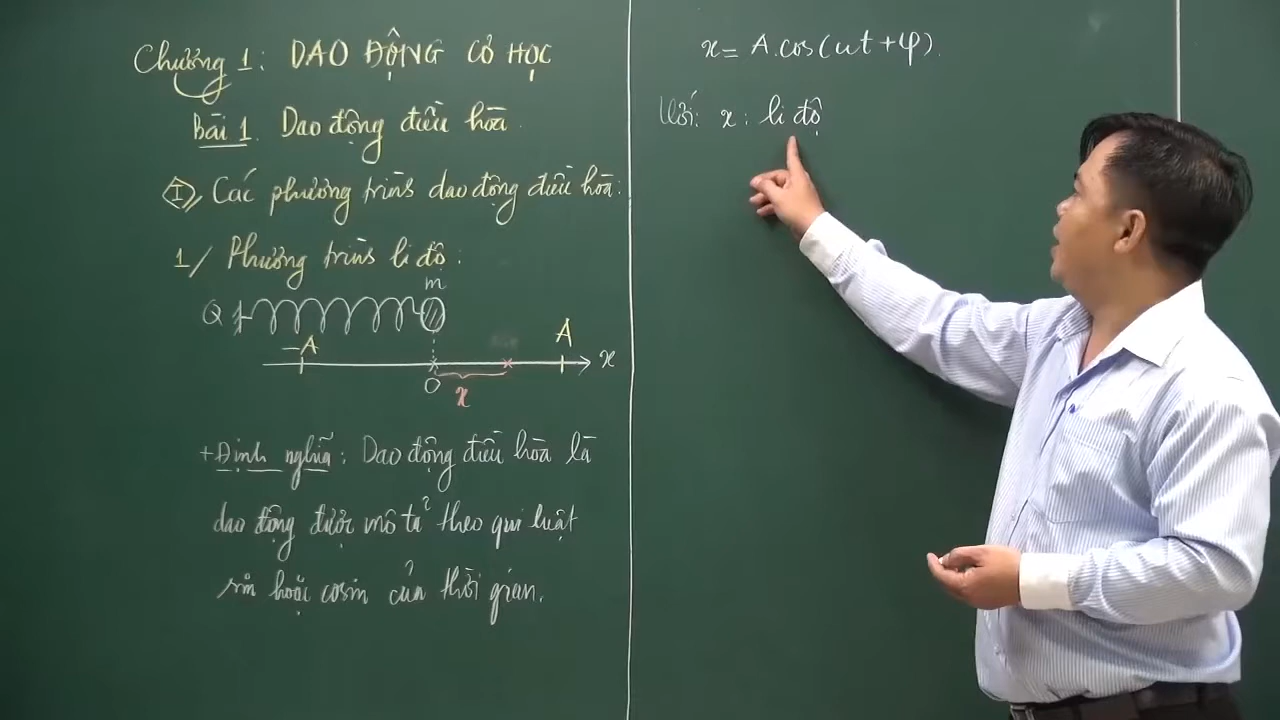 Chương 1: DAO ĐỘNG CƠ HỌC
Bài 1. Dao động điều hòa.
I, Các phương trình dao động điều hòa:
1/ Phương trình li độ:
m
Q
-A
A
x
O
x
+ Định nghĩa: Dao động điều hòa là
dao động được mô tả theo qui luật
sin hoặc cosin của thời gian.
x = A.cos(ωt + φ).
Với: x: li độ